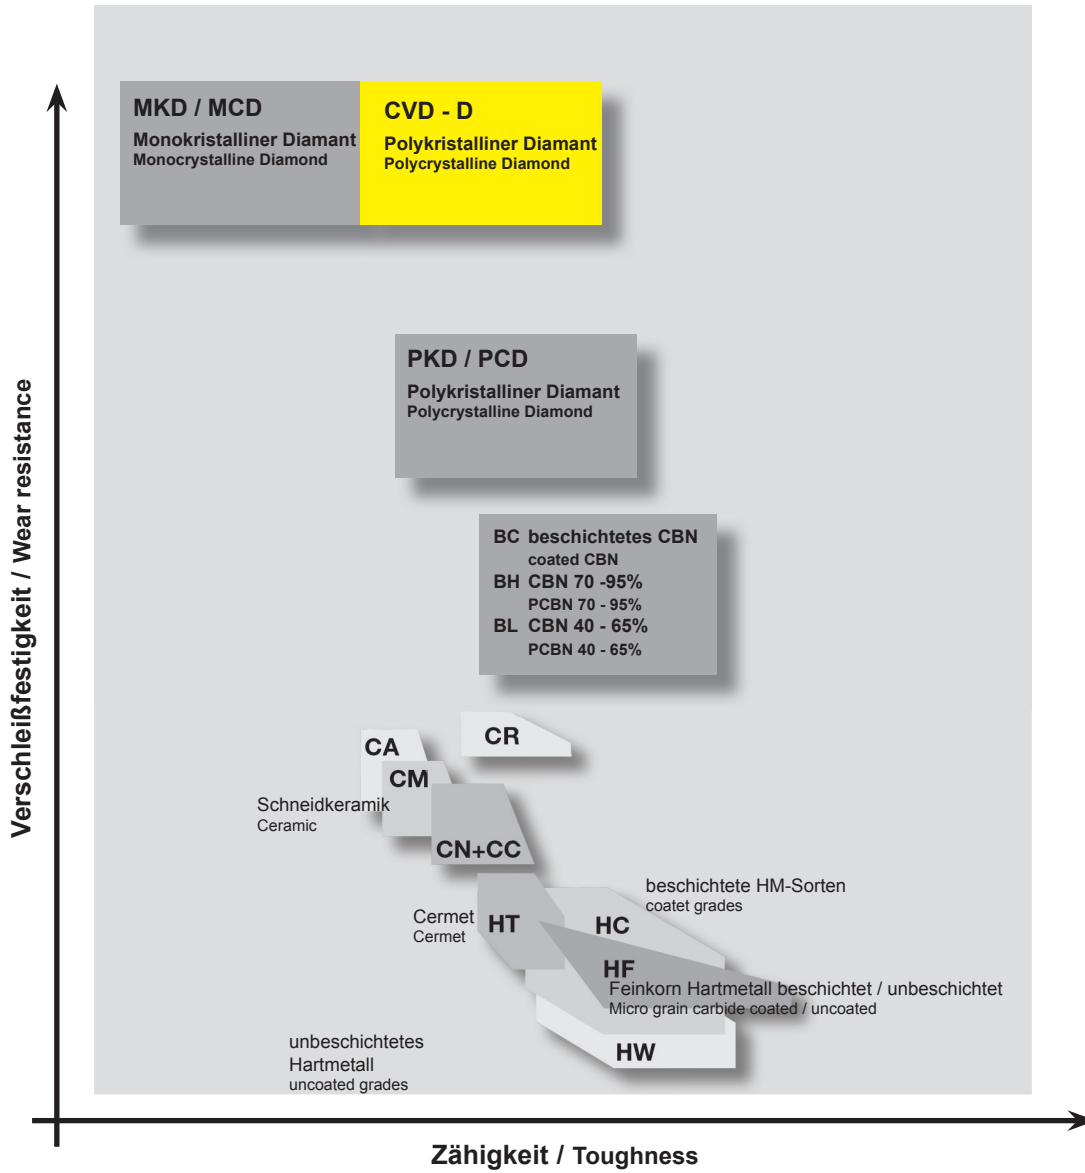 MKD / MCD
Monokristalliner Diamant
Monocrystalline Diamond
CVD - D
Polykristalliner Diamant
Polycrystalline Diamond
PKD / PCD
Polykristalliner Diamant
Polycrystalline Diamond
BC beschichtetes CBN
coated CBN
BH CBN 70 -95%
PCBN 70 - 95%
BL CBN 40 - 65%
PCBN 40 - 65%
CR
CA
CM
Schneidkeramik
Ceramic
CN+CC
beschichtete HM-Sorten
coatet grades
Cermet
Cermet
HT
HC
HF
Feinkorn Hartmetall beschichtet / unbeschichtet
Micro grain carbide coated / uncoated
unbeschichtetes
Hartmetall
uncoated grades
HW
Verschleißfestigkeit / Wear resistance
Zähigkeit / Toughness